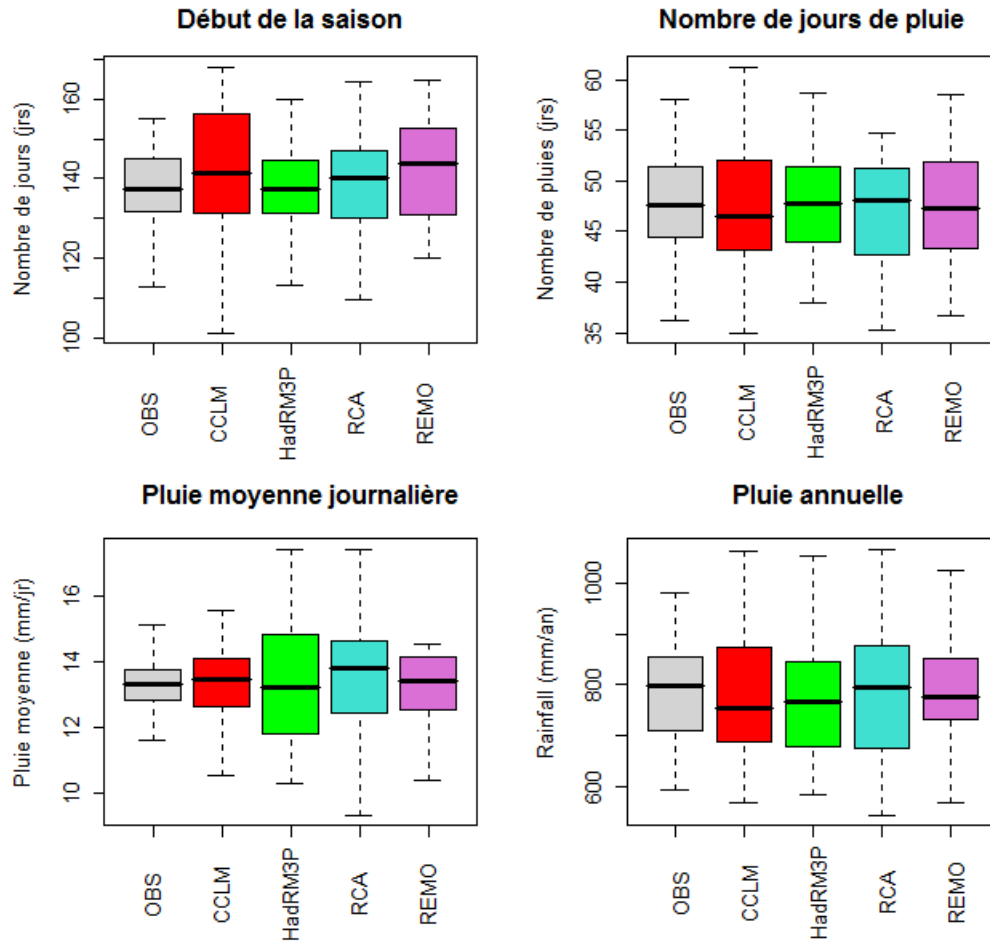 Début de la saison
Nombre de jours (jrs)
100
120
140
160
OBS
CCLM
HadRM3P
RCA
REMO
Nombre de jours de pluie
Nombre de pluies (jrs)
35
40
45
50
55
60
OBS
CCLM
HadRM3P
RCA
REMO
Pluie moyenne journalière
Pluie moyenne (mm/jr)
10
12
14
16
OBS
CCLM
HadRM3P
RCA
REMO
Pluie annuelle
Rainfall (mm/an)
600
800
1000
OBS
CCLM
HadRM3P
RCA
REMO